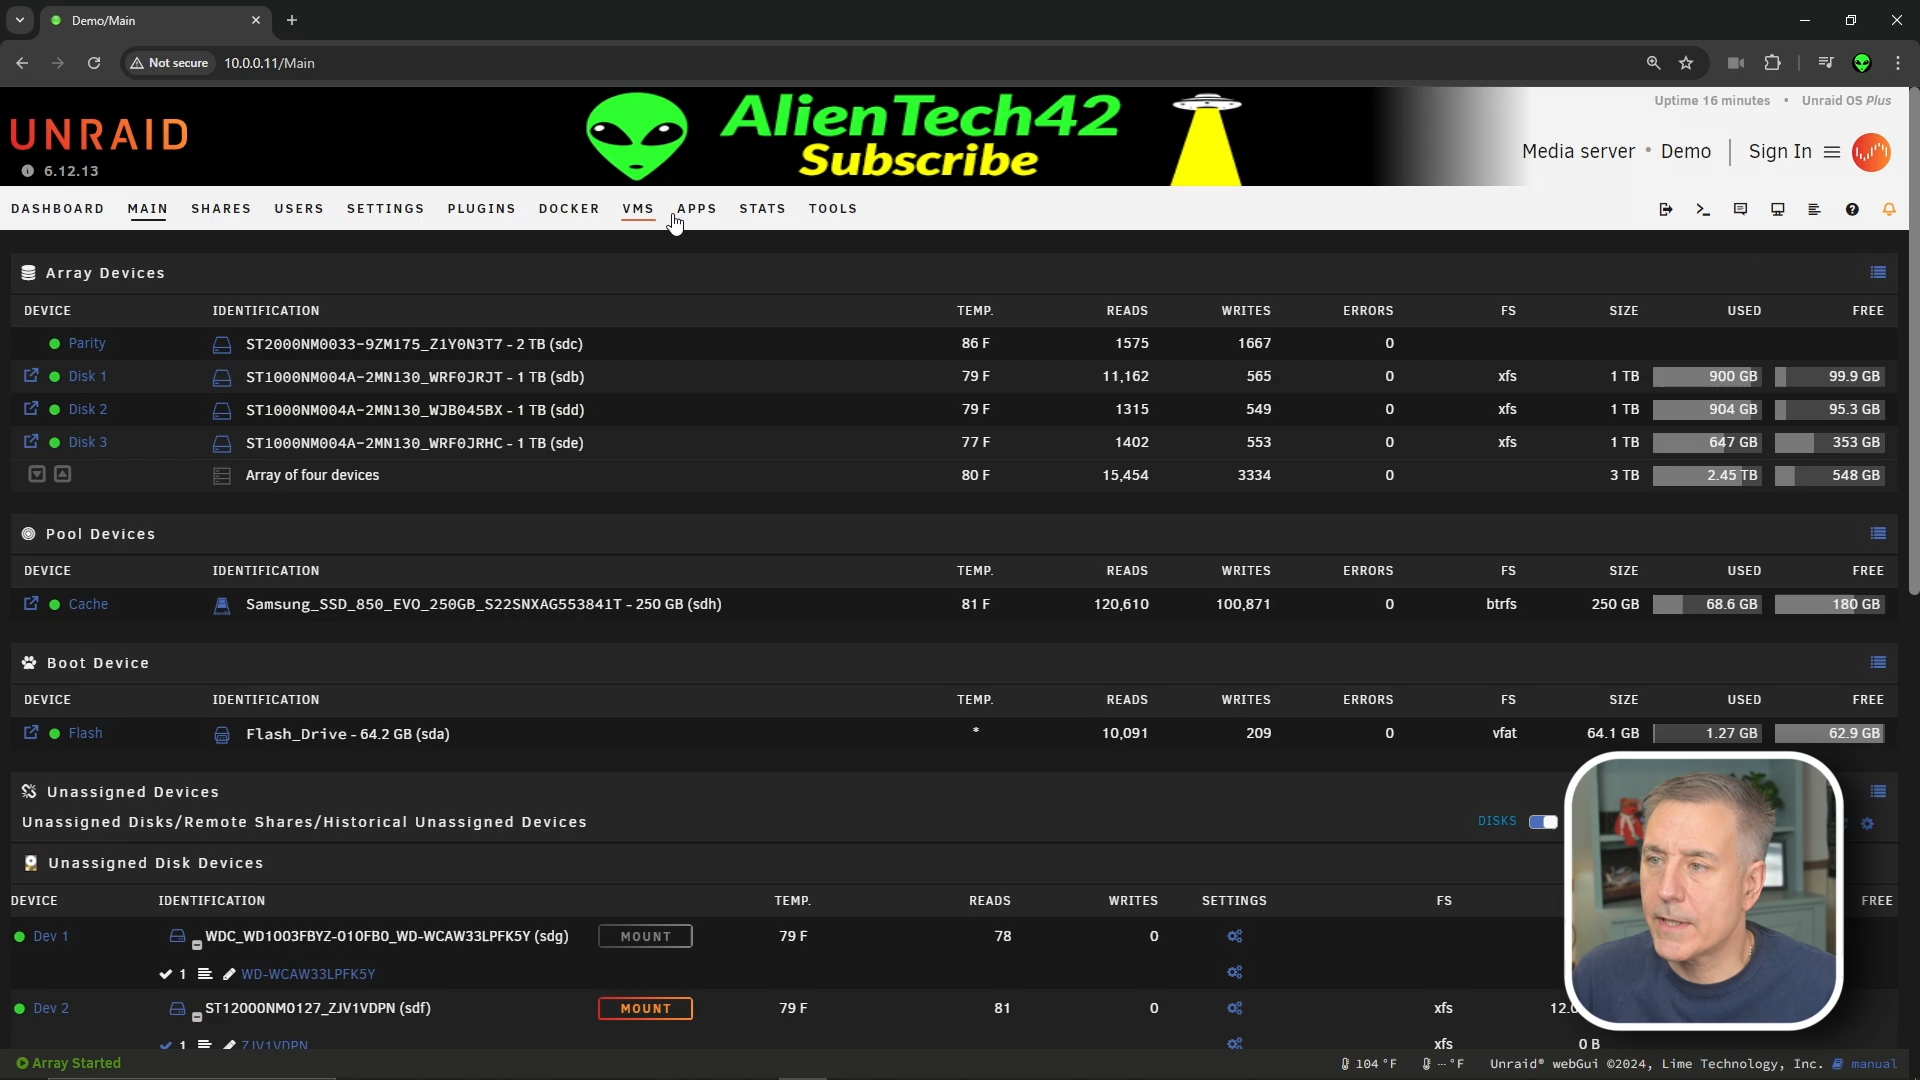 Demo/Main
Not secure 10.0.0.11/Main
UNRAID
6.12.13
AlienTech42
Subscribe
Uptime 16 minutes • Unraid OS Plus
Media server • Demo | Sign In
DASHBOARD MAIN SHARES USERS SETTINGS PLUGINS DOCKER VMS APPS STATS TOOLS
Array Devices
DEVICE IDENTIFICATION TEMP. READS WRITES ERRORS FS SIZE USED FREE
Parity ST2000NM0033-9ZM175_Z1Y0N3T7 - 2 TB (sdc) 86 F 1575 1667 0
Disk 1 ST1000NM004A-2MN130_WRF0JRJT - 1 TB (sdb) 79 F 11,162 565 0 xfs 1 TB 900 GB 99.9 GB
Disk 2 ST1000NM004A-2MN130_WJB045BX - 1 TB (sdd) 79 F 1315 549 0 xfs 1 TB 904 GB 95.3 GB
Disk 3 ST1000NM004A-2MN130_WRF0JRHC - 1 TB (sde) 77 F 1402 553 0 xfs 1 TB 647 GB 353 GB
Array of four devices 80 F 15,454 3334 0 3 TB 2.45 TB 548 GB
Pool Devices
DEVICE IDENTIFICATION TEMP. READS WRITES ERRORS FS SIZE USED FREE
Cache Samsung_SSD_850_EVO_250GB_S22SNXAG553841T - 250 GB (sdh) 81 F 120,610 100,871 0 btrfs 250 GB 68.6 GB 180 GB
Boot Device
DEVICE IDENTIFICATION TEMP. READS WRITES ERRORS FS SIZE USED FREE
Flash Flash_Drive - 64.2 GB (sda) * 10,091 209 0 vfat 64.1 GB 1.27 GB 62.9 GB
Unassigned Devices
Unassigned Disks/Remote Shares/Historical Unassigned Devices DISKS
Unassigned Disk Devices
DEVICE IDENTIFICATION TEMP. READS WRITES SETTINGS FS FREE
Dev 1 WDC_WD1003FBYZ-010FB0_WD-WCAW33LPFK5Y (sdg) MOUNT 79 F 78 0
1 WD-WCAW33LPFK5Y
Dev 2 ST12000NM0127_ZJV1VDPN (sdf) MOUNT 79 F 81 0 xfs
1 ZJV1VDPN xfs 0 B
Array Started 104 °F -- °F Unraid® webGui ©2024, Lime Technology, Inc. manual